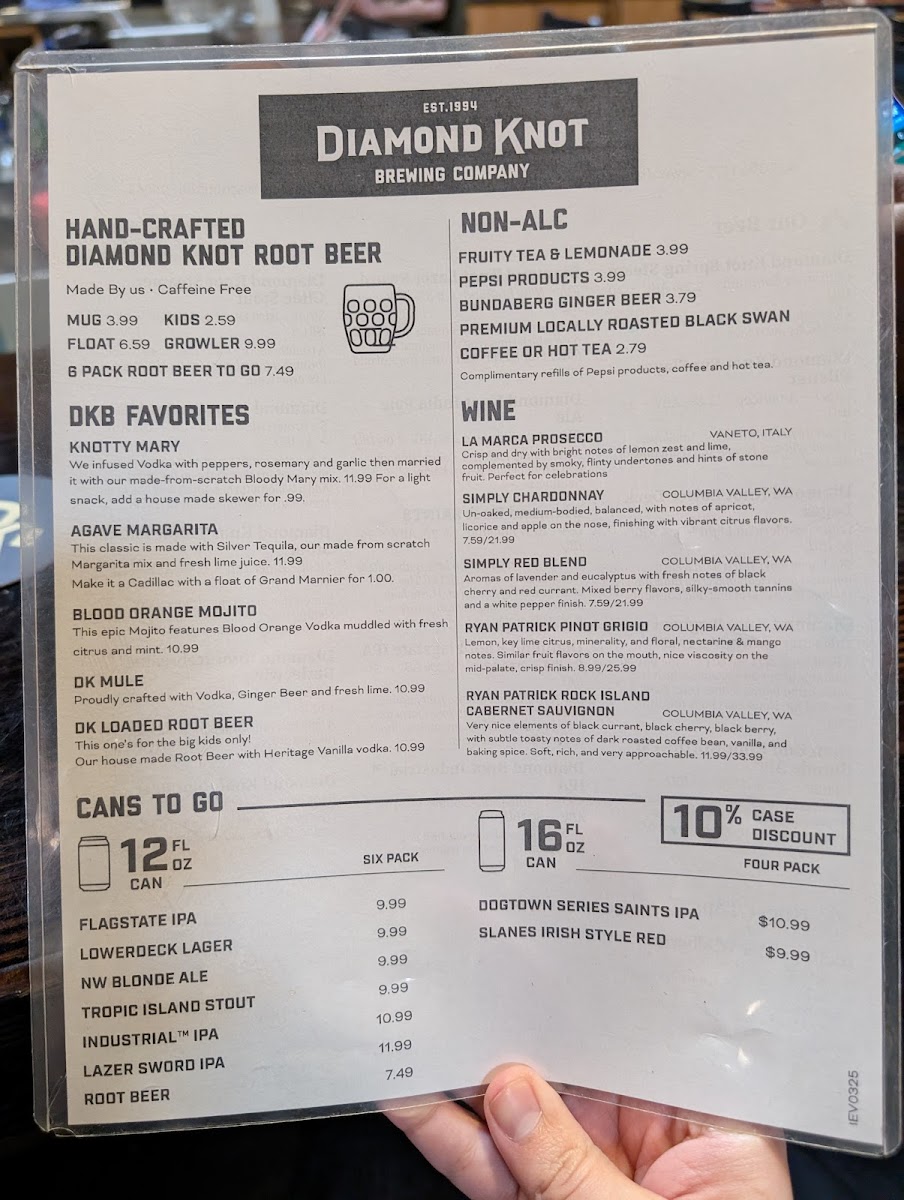 EST.1994
DIAMOND KNOT
BREWING COMPANY
HAND-CRAFTED
DIAMOND KNOT ROOT BEER
Made By us • Caffeine Free
MUG 3.99 KIDS 2.59
FLOAT 6.59 GROWLER 9.99
6 PACK ROOT BEER TO GO 7.49
DKB FAVORITES
KNOTTY MARY
We infused Vodka with peppers, rosemary and garlic then married
it with our made-from-scratch Bloody Mary mix. 11.99 For a light
snack, add a house made skewer for .99.
AGAVE MARGARITA
This classic is made with Silver Tequila, our made from scratch
Margarita mix and fresh lime juice. 11.99
Make it a Cadillac with a float of Grand Marnier for 1.00.
BLOOD ORANGE MOJITO
This epic Mojito features Blood Orange Vodka muddled with fresh
citrus and mint. 10.99
DK MULE
Proudly crafted with Vodka, Ginger Beer and fresh lime. 10.99
DK LOADED ROOT BEER
This one's for the big kids only!
Our house made Root Beer with Heritage Vanilla vodka. 10.99
NON-ALC
FRUITY TEA & LEMONADE 3.99
PEPSI PRODUCTS 3.99
BUNDABERG GINGER BEER 3.79
PREMIUM LOCALLY ROASTED BLACK SWAN
COFFEE OR HOT TEA 2.79
Complimentary refills of Pepsi products, coffee and hot tea.
WINE
LA MARCA PROSECCO VANETO, ITALY
Crisp and dry with bright notes of lemon zest and lime,
complemented by smoky, flinty undertones and hints of stone
fruit. Perfect for celebrations
SIMPLY CHARDONNAY COLUMBIA VALLEY, WA
Un-oaked, medium-bodied, balanced, with notes of apricot,
licorice and apple on the nose, finishing with vibrant citrus flavors.
7.59/21.99
SIMPLY RED BLEND COLUMBIA VALLEY, WA
Aromas of lavender and eucalyptus with fresh notes of black
cherry and red currant. Mixed berry flavors, silky-smooth tannins
and a white pepper finish. 7.59/21.99
RYAN PATRICK PINOT GRIGIO COLUMBIA VALLEY, WA
Lemon, key lime citrus, minerality, and floral, nectarine & mango
notes. Similar fruit flavors on the mouth, nice viscosity on the
mid-palate, crisp finish. 8.99/25.99
RYAN PATRICK ROCK ISLAND
CABERNET SAUVIGNON COLUMBIA VALLEY, WA
Very nice elements of black currant, black cherry, black berry,
with subtle toasty notes of dark roasted coffee bean, vanilla, and
baking spice. Soft, rich, and very approachable. 11.99/33.99
CANS TO GO
12 FL OZ
CAN
SIX PACK
FLAGSTATE IPA 9.99
LOWERDECK LAGER 9.99
NW BLONDE ALE 9.99
TROPIC ISLAND STOUT 9.99
INDUSTRIAL™ IPA 10.99
LAZER SWORD IPA 11.99
ROOT BEER 7.49
16 FL OZ
CAN
10% CASE
DISCOUNT
FOUR PACK
DOGTOWN SERIES SAINTS IPA $10.99
SLANES IRISH STYLE RED $9.99
IEV0325